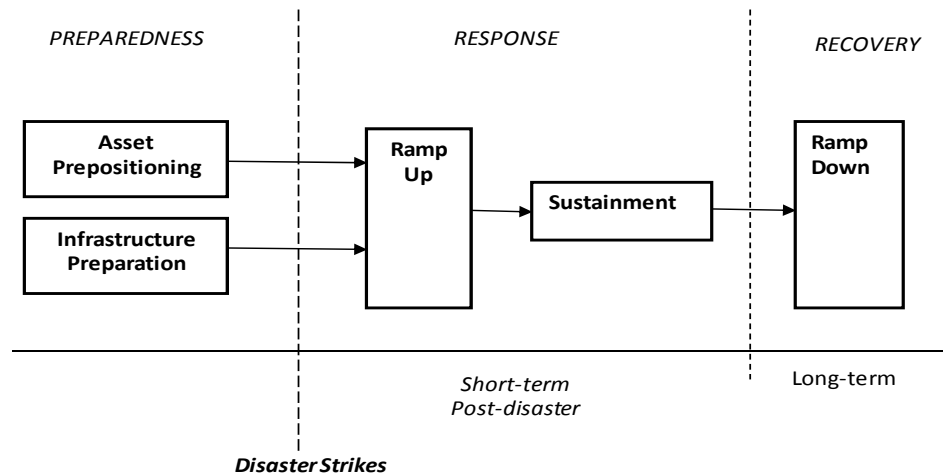 PREPAREDNESS
RESPONSE
RECOVERY
Asset
Prepositioning
Infrastructure
Preparation
Ramp
Up
Sustainment
Ramp
Down
Short-term
Post-disaster
Long-term
Disaster Strikes